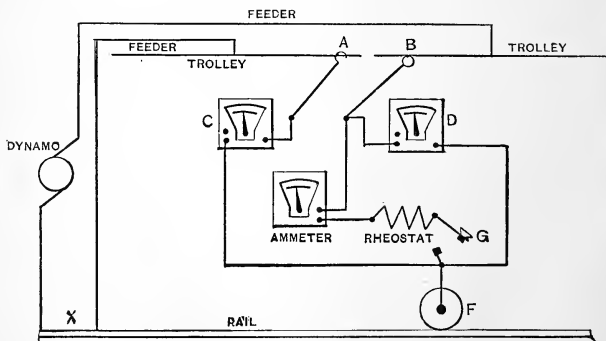 FEEDER
FEEDER
TROLLEY
A
B
TROLLEY
C
D
DYNAMO
AMMETER
RHEOSTAT
G
F
X
RAIL